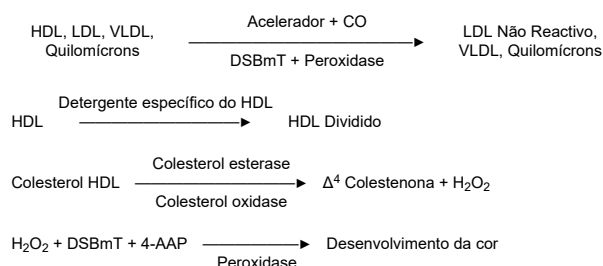 Acelerador + CO
HDL, LDL, VLDL,
Quilomícrons
LDL Não Reactivo,
VLDL, Quilomícrons
DSBmT + Peroxidase
Detergente específico do HDL
HDL
HDL Dividido
Colesterol esterase
Colesterol HDL
Δ⁴ Colestenona + H₂O₂
Colesterol oxidase
H₂O₂ + DSBmT + 4-AAP
Desenvolvimento da cor
Peroxidase